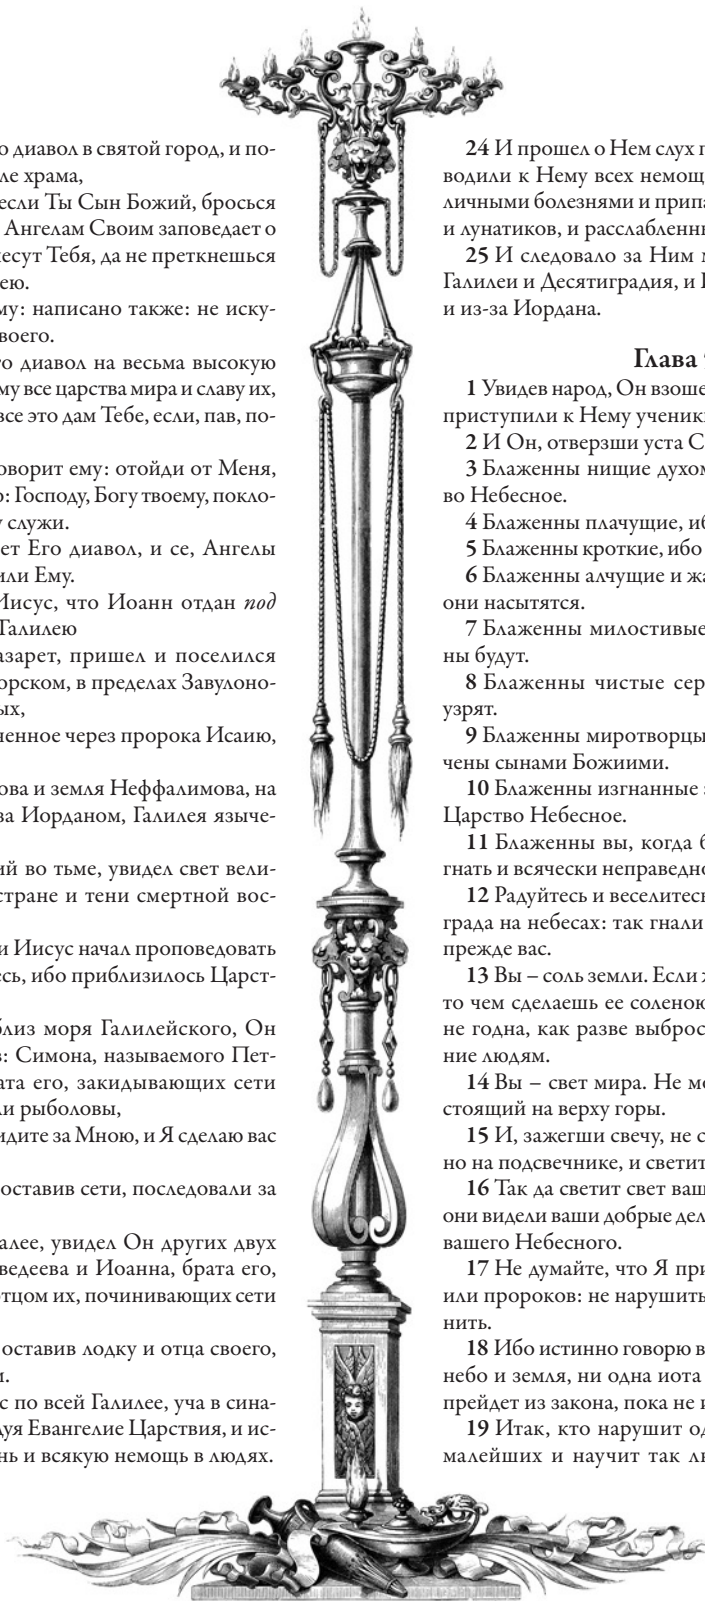 о диавол в святой город, и по-
ле храма,
если Ты Сын Божий, бросься
Ангелам Своим заповедает о
есут Тебя, да не преткнешься
ею.
му: написано также: не иску-
воего.
о диавол на весьма высокую
му все царства мира и славу их,
все это дам Тебе, если, пав, по-
оворит ему: отойди от Меня,
о: Господу, Богу твоему, покло-
у служи.
ет Его диавол, и се, Ангелы
или Ему.
Иисус, что Иоанн отдан под
Галилею
азарет, пришел и поселился
орском, в пределах Завулоно-
ых,
ченное через пророка Исаию,
ова и земля Неффалимова, на
за Иорданом, Галилея языче-
ий во тьме, увидел свет вели-
стране и тени смертной вос-
и Иисус начал проповедовать
есь, ибо приблизилось Царст-
близ моря Галилейского, Он
в: Симона, называемого Пет-
ата его, закидывающих сети
ли рыболовы,
идите за Мною, и Я сделаю вас
оставив сети, последовали за
алее, увидел Он других двух
ведеева и Иоанна, брата его,
отцом их, починивающих сети
оставив лодку и отца своего,
и.
с по всей Галилее, уча в сина-
дуя Евангелие Царствия, и ис-
нь и всякую немощь в людях.
24 И прошел о Нем слух п
водили к Нему всех немощ
личными болезнями и припа
и лунатиков, и расслабленн
25 И следовало за Ним м
Галилеи и Десятиградия, и И
и из-за Иордана.
Глава
1 Увидев народ, Он взоше
приступили к Нему ученик
2 И Он, отверзши уста С
3 Блаженны нищие духом
во Небесное.
4 Блаженны плачущие, иб
5 Блаженны кроткие, ибо
6 Блаженны алчущие и жа
они насытятся.
7 Блаженны милостивые
ны будут.
8 Блаженны чистые сер
узрят.
9 Блаженны миротворцы
чены сынами Божиими.
10 Блаженны изгнанные з
Царство Небесное.
11 Блаженны вы, когда б
гнать и всячески неправедно
12 Радуйтесь и веселитесь
града на небесах: так гнали
прежде вас.
13 Вы – соль земли. Если ж
то чем сделаешь ее соленою
не годна, как разве выброс
ние людям.
14 Вы – свет мира. Не мо
стоящий на верху горы.
15 И, зажегши свечу, не с
но на подсвечнике, и светит
16 Так да светит свет ваш
они видели ваши добрые дел
вашего Небесного.
17 Не думайте, что Я при
или пророков: не нарушить
нить.
18 Ибо истинно говорю в
небо и земля, ни одна иота
прейдет из закона, пока не и
19 Итак, кто нарушит од
малейших и научит так лю